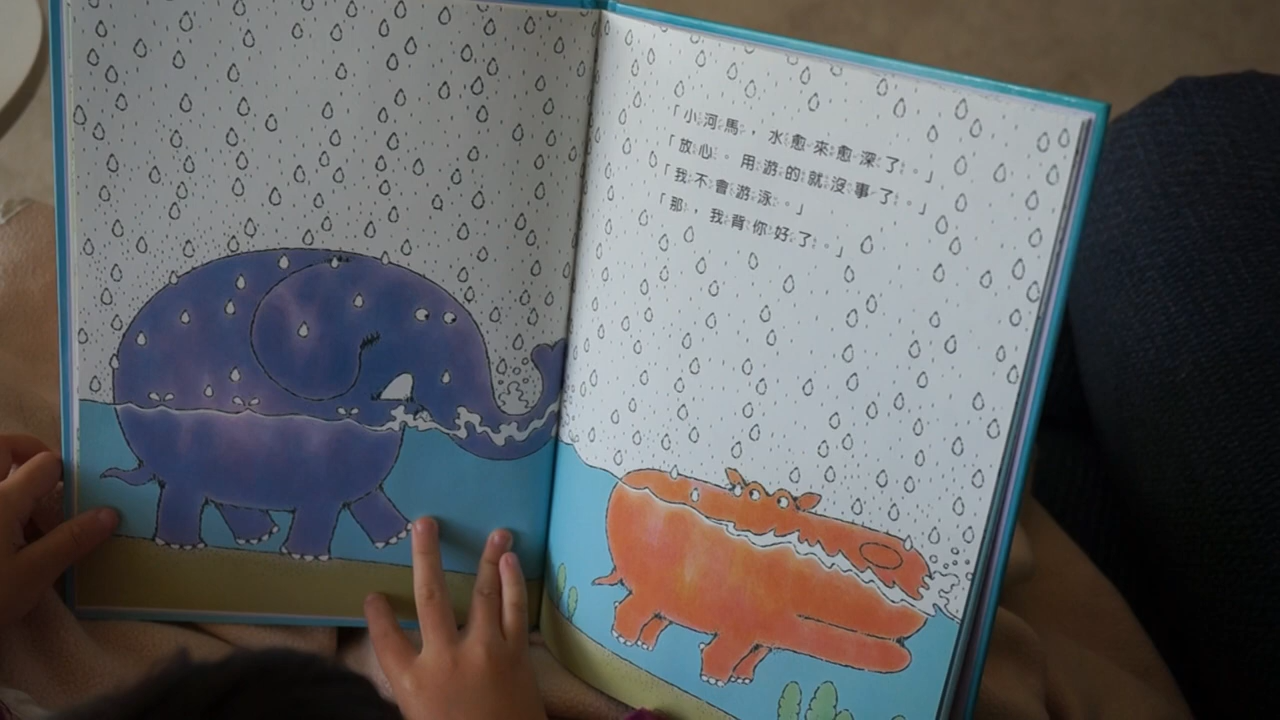 「小河馬，水愈來愈深了。」
「放心。用游的就沒事了。」
「我不會游泳。」
「那，我背你好了。」